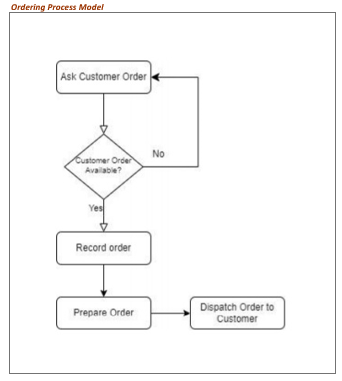 Ordering Process Model
Ask Customer Order
Customer Order
Available?
No
Yes
Record order
Prepare Order
Dispatch Order to
Customer